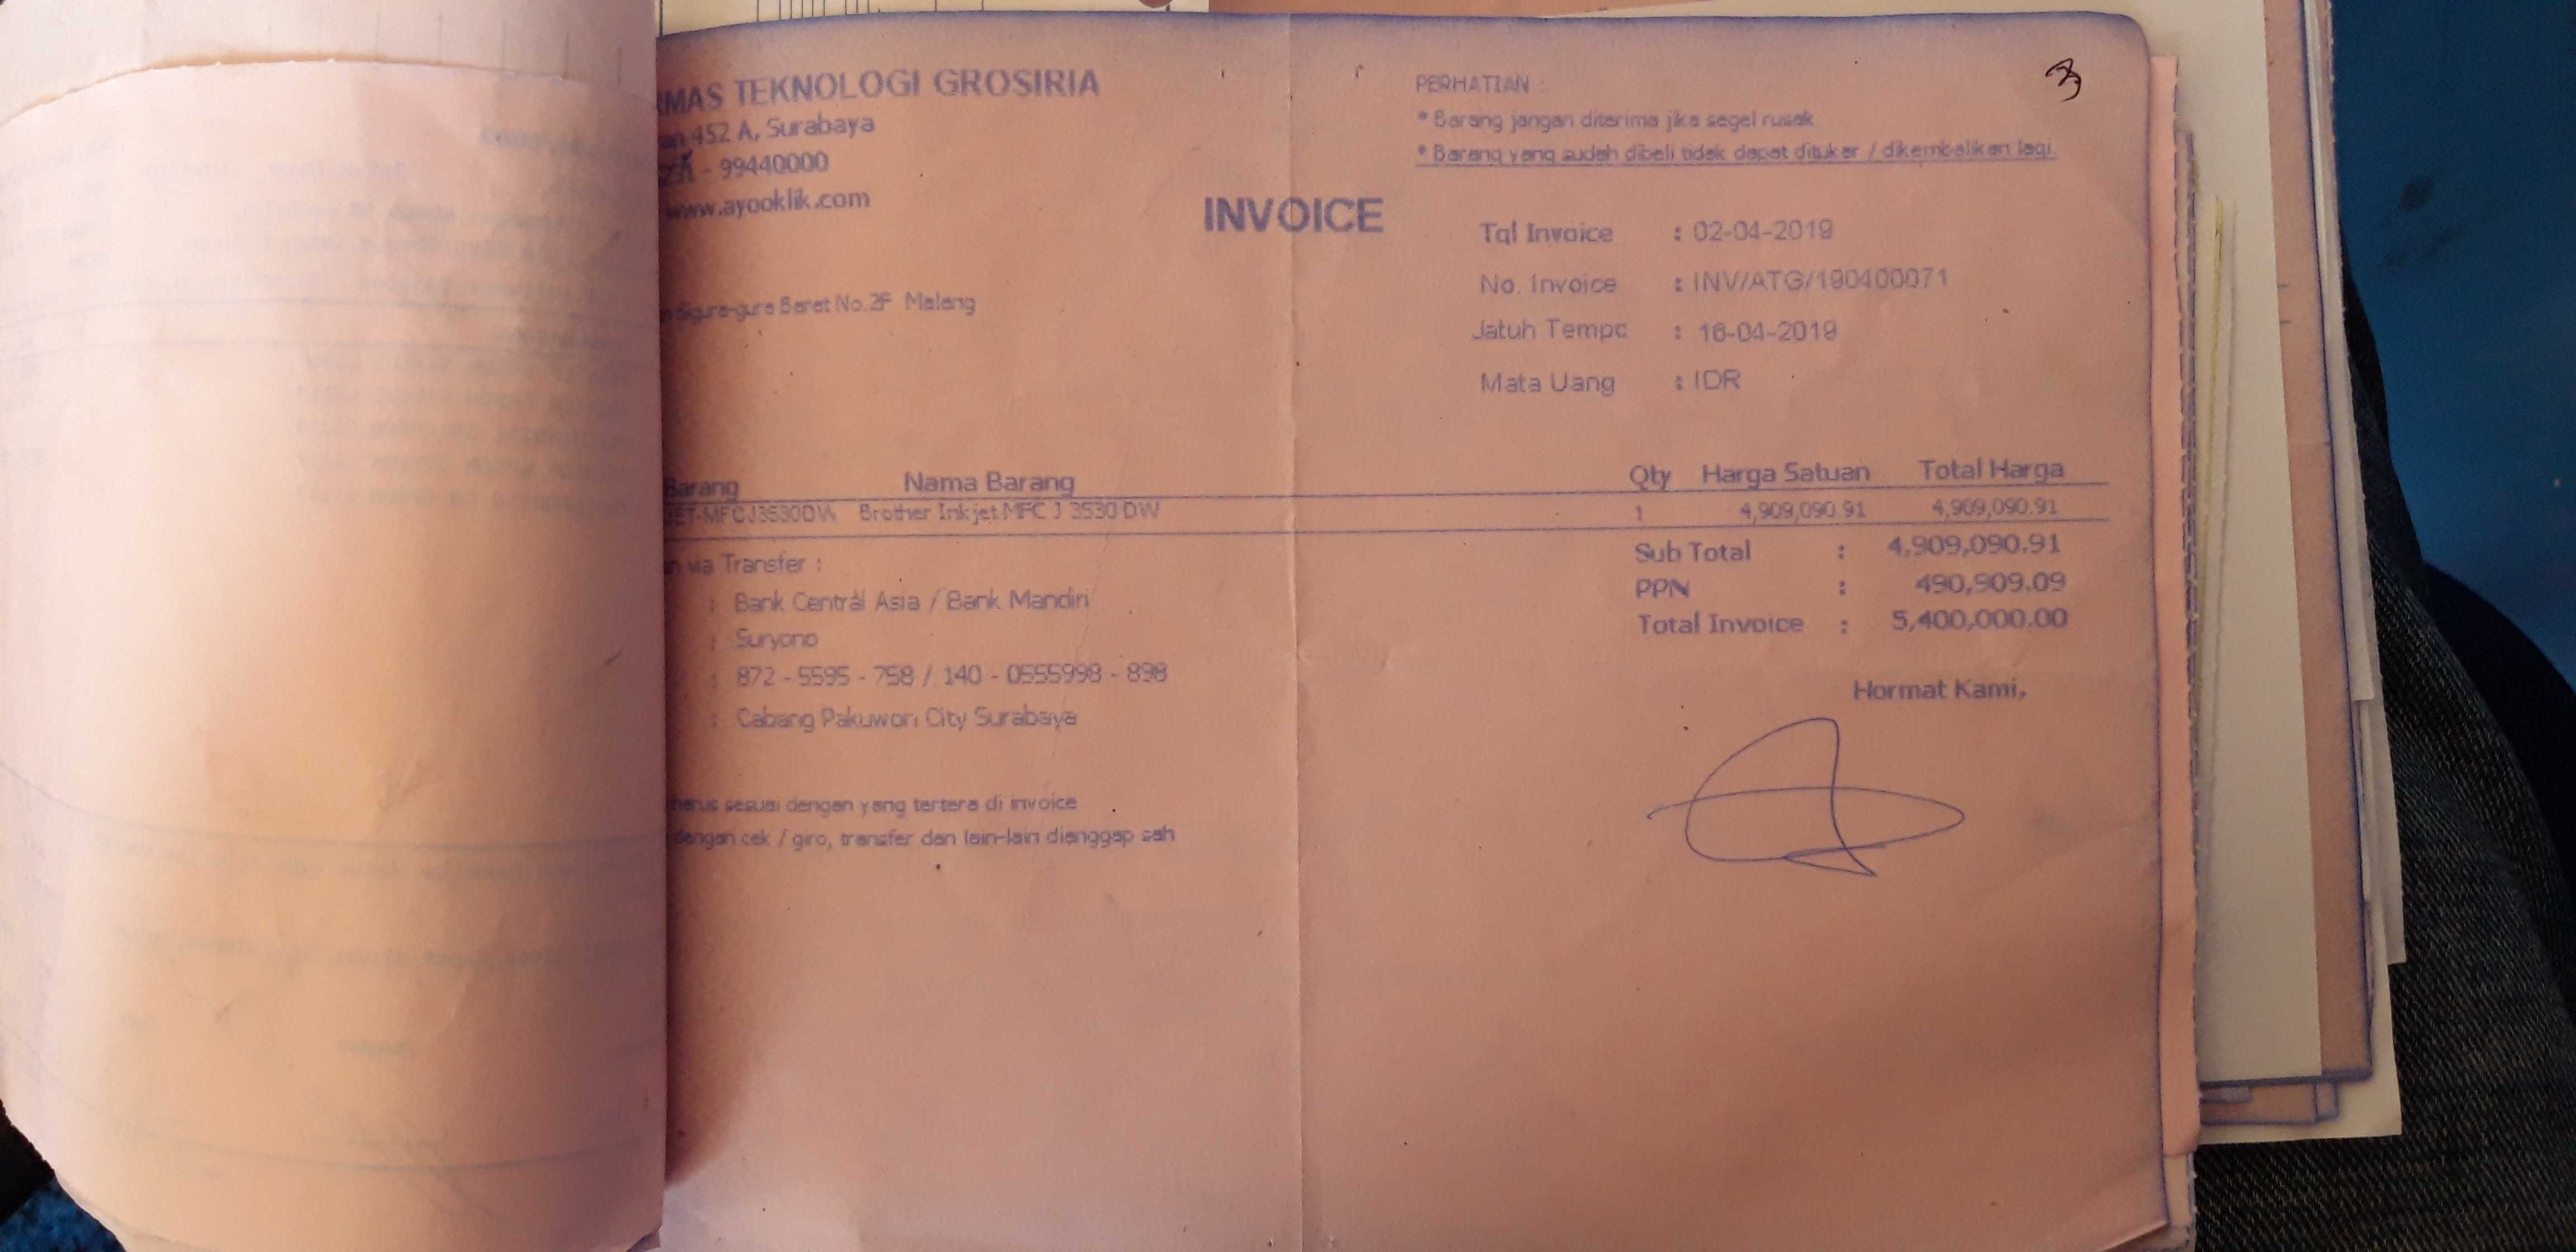 RMAS TEKNOLOGI GROSIRIA
an 452 A, Surabaya
- 99440000
www.ayooklik.com
PERHATIAN :
* Barang jangan diterima jika segel rusak.
* Barang yang sudah dibeli tidak dapat ditukar / dikembalikan lagi.
3
INVOICE
Tgl Invoice : 02-04-2019
No. Invoice : INV/ATG/190400071
Jatuh Tempo : 16-04-2019
Mata Uang : IDR
Sigura-gura Barat No.2F Malang
Barang Nama Barang Qty Harga Satuan Total Harga
JET-MFCJ3530DW Brother Inkjet MFC J 3530 DW 1 4,909,090.91 4,909,090.91
Sub Total : 4,909,090.91
PPN : 490,909.09
Total Invoice : 5,400,000.00
n via Transfer :
: Bank Central Asia / Bank Mandiri
: Suryono
: 872 - 5595 - 758 / 140 - 0555998 - 898
: Cabang Pakuwon City Surabaya
Hormat Kami,
harus sesuai dengan yang tertera di invoice
dengan cek / giro, transfer dan lain-lain dianggap sah